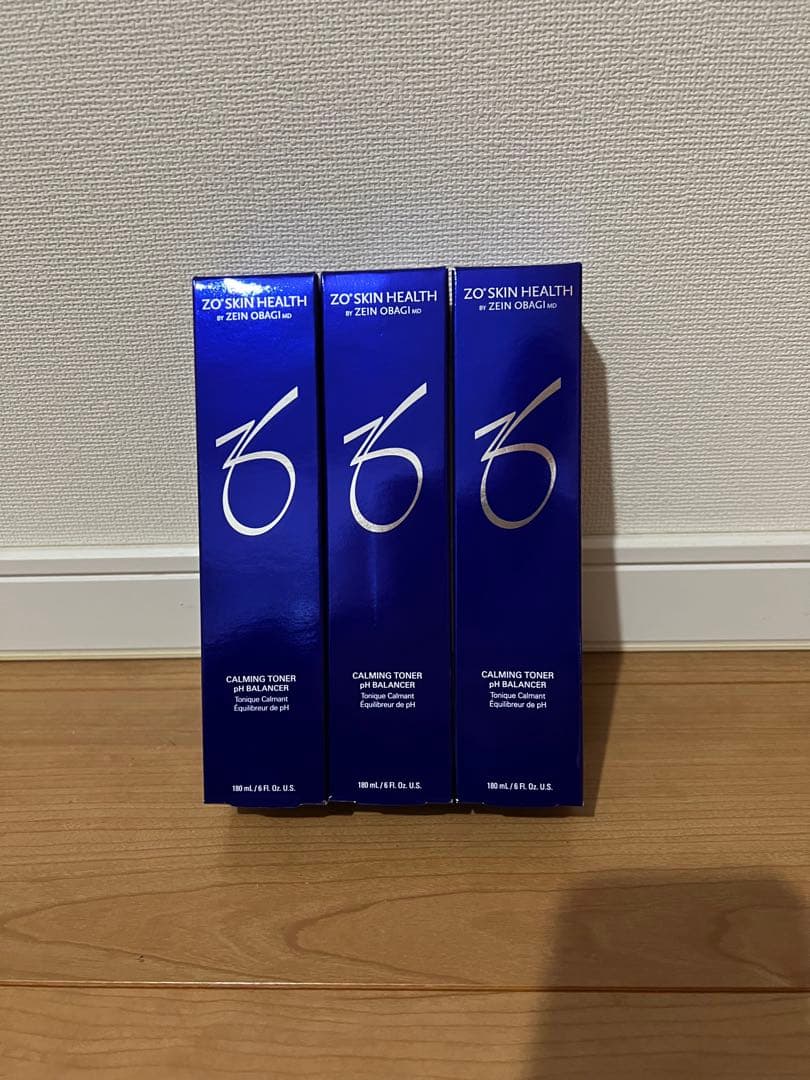 ZO® SKIN HEALTH
BY ZEIN OBAGI MD
CALMING TONER
pH BALANCER
Tonique Calmant
Équilibreur de pH
180 mL / 6 Fl. Oz. U.S.
ZO® SKIN HEALTH
BY ZEIN OBAGI MD
CALMING TONER
pH BALANCER
Tonique Calmant
Équilibreur de pH
180 mL / 6 Fl. Oz. U.S.
ZO® SKIN HEALTH
BY ZEIN OBAGI MD
CALMING TONER
pH BALANCER
Tonique Calmant
Équilibreur de pH
180 mL / 6 Fl. Oz. U.S.